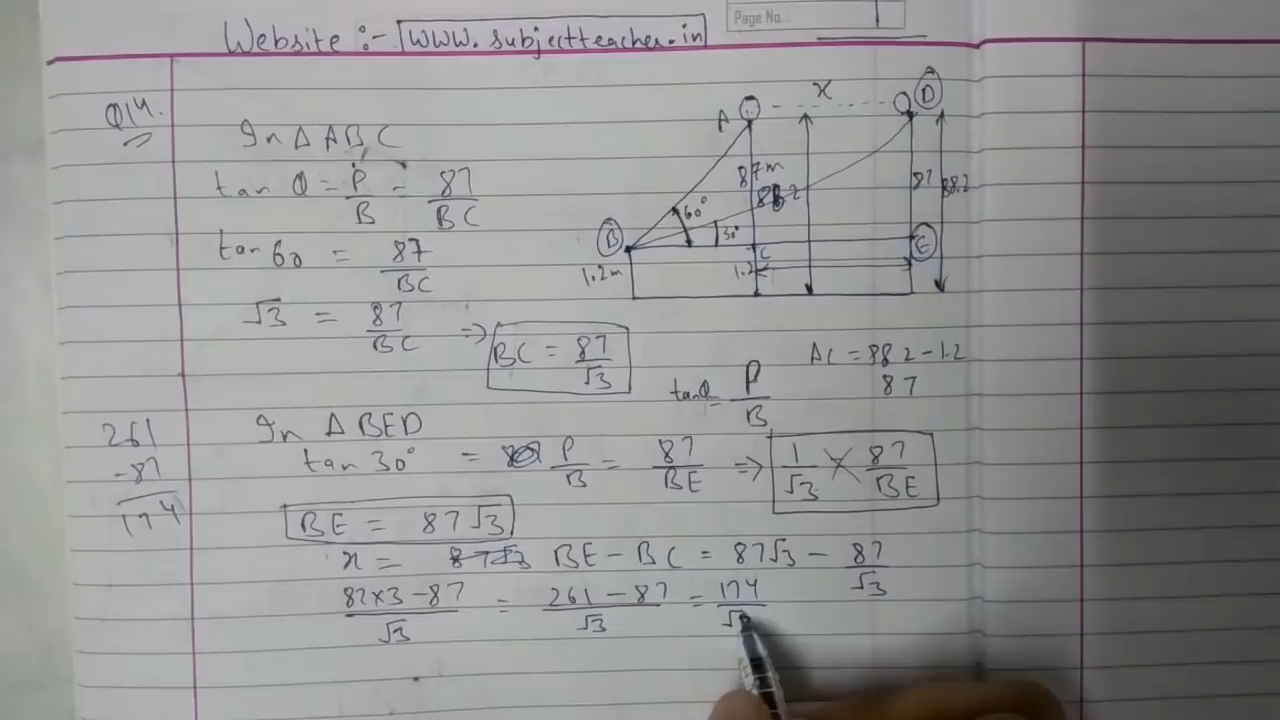 Page No.: 1
Website :- www.subjectteacher.in
Q14.
In Δ ABC
tan θ = P/B = 87/BC
tan 60 = 87/BC
√3 = 87/BC => BC = 87/√3
A x D
87m
88.2
60°
30°
B
1.2m
C
1.2
E
87
88.2
AC = 88.2 - 1.2
87
tanθ = P/B
In Δ BED
tan 30° = P/B = 87/BE => 1/√3 87/BE
261
-87
174
BE = 87√3
x = 87√3 BE - BC = 87√3 - 87/√3
87×3-87/√3 = 261-87/√3 = 174/√